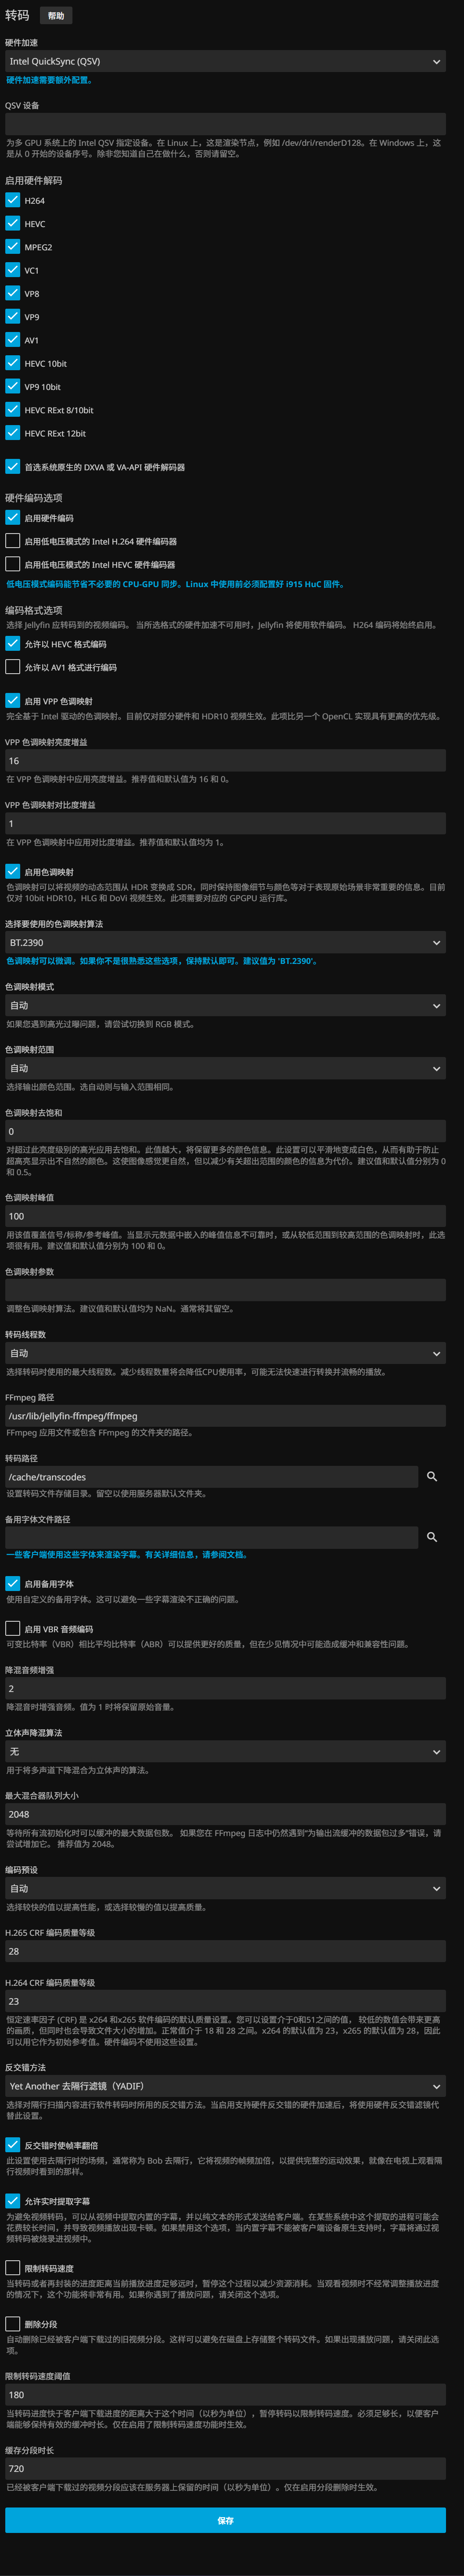 转码 帮助
硬件加速
Intel QuickSync (QSV)
硬件加速需要额外配置。
QSV 设备
为多 GPU 系统上的 Intel QSV 指定设备。在 Linux 上，这是渲染节点，例如 /dev/dri/renderD128。在 Windows 上，这
是从 0 开始的设备序号。除非您知道自己在做什么，否则请留空。
启用硬件解码
H264
HEVC
MPEG2
VC1
VP8
VP9
AV1
HEVC 10bit
VP9 10bit
HEVC RExt 8/10bit
HEVC RExt 12bit
首选系统原生的 DXVA 或 VA-API 硬件解码器
硬件编码选项
启用硬件编码
启用低电压模式的 Intel H.264 硬件编码器
启用低电压模式的 Intel HEVC 硬件编码器
低电压模式编码能节省不必要的 CPU-GPU 同步。Linux 中使用前必须配置好 i915 HuC 固件。
编码格式选项
选择 Jellyfin 应转码到的视频编码。 当所选格式的硬件加速不可用时，Jellyfin 将使用软件编码。 H264 编码将始终启用。
允许以 HEVC 格式编码
允许以 AV1 格式进行编码
启用 VPP 色调映射
完全基于 Intel 驱动的色调映射。目前仅对部分硬件和 HDR10 视频生效。此项比另一个 OpenCL 实现具有更高的优先级。
VPP 色调映射亮度增益
16
在 VPP 色调映射中应用亮度增益。推荐值和默认值为 16 和 0。
VPP 色调映射对比度增益
1
在 VPP 色调映射中应用对比度增益。推荐值和默认值均为 1。
启用色调映射
色调映射可以将视频的动态范围从 HDR 变换成 SDR，同时保持图像细节与颜色等对于表现原始场景非常重要的信息。目前
仅对 10bit HDR10，HLG 和 DoVi 视频生效。此项需要对应的 GPGPU 运行库。
选择要使用的色调映射算法
BT.2390
色调映射可以微调。如果你不是很熟悉这些选项，保持默认即可。建议值为 'BT.2390'。
色调映射模式
自动
如果您遇到高光过曝问题，请尝试切换到 RGB 模式。
色调映射范围
自动
选择输出颜色范围。选自动则与输入范围相同。
色调映射去饱和
0
对超过此亮度级别的高光应用去饱和。此值越大，将保留更多的颜色信息。此设置可以平滑地变成白色，从而有助于防止
超高亮显示出不自然的颜色。这使图像感觉更自然，但以减少有关超出范围的颜色的信息为代价。建议值和默认值分别为 0
和 0.5。
色调映射峰值
100
用该值覆盖信号/标称/参考峰值。当显示元数据中嵌入的峰值信息不可靠时，或从较低范围到较高范围的色调映射时，此选
项很有用。建议值和默认值分别为 100 和 0。
色调映射参数
调整色调映射算法。建议值和默认值均为 NaN。通常将其留空。
转码线程数
自动
选择转码时使用的最大线程数。减少线程数量将会降低CPU使用率，可能无法快速进行转换并流畅的播放。
FFmpeg 路径
/usr/lib/jellyfin-ffmpeg/ffmpeg
FFmpeg 应用文件或包含 FFmpeg 的文件夹的路径。
转码路径
/cache/transcodes
设置转码文件存储目录。留空以使用服务器默认文件夹。
备用字体文件路径
一些客户端使用这些字体来渲染字幕。有关详细信息，请参阅文档。
启用备用字体
使用自定义的备用字体。这可以避免一些字幕渲染不正确的问题。
启用 VBR 音频编码
可变比特率（VBR）相比平均比特率（ABR）可以提供更好的质量，但在少见情况中可能造成缓冲和兼容性问题。
降混音频增强
2
降混音时增强音频。值为 1 时将保留原始音量。
立体声降混算法
无
用于将多声道下降混合为立体声的算法。
最大混合器队列大小
2048
等待所有流初始化时可以缓冲的最大数据包数。 如果您在 FFmpeg 日志中仍然遇到“为输出流缓冲的数据包过多”错误，请
尝试增加它。 推荐值为 2048。
编码预设
自动
选择较快的值以提高性能，或选择较慢的值以提高质量。
H.265 CRF 编码质量等级
28
H.264 CRF 编码质量等级
23
恒定速率因子 (CRF) 是 x264 和x265 软件编码的默认质量设置。您可以设置介于0和51之间的值， 较低的数值会带来更高
的画质，但同时也会导致文件大小的增加。正常值介于 18 和 28 之间。x264 的默认值为 23，x265 的默认值为 28，因此
可以用它作为初始参考值。硬件编码不使用这些设置。
反交错方法
Yet Another 去隔行滤镜（YADIF）
选择对隔行扫描内容进行软件转码时所用的反交错方法。当启用支持硬件反交错的硬件加速后，将使用硬件反交错滤镜代
替此设置。
反交错时使帧率翻倍
此设置使用去隔行时的场频，通常称为 Bob 去隔行，它将视频的帧频加倍，以提供完整的运动效果，就像在电视上观看隔
行视频时看到的那样。
允许实时提取字幕
为避免视频转码，可以从视频中提取内置的字幕，并以纯文本的形式发送给客户端。在某些系统中这个提取的进程可能会
花费较长时间，并导致视频播放出现卡顿。如果禁用这个选项，当内置字幕不能被客户端设备原生支持时，字幕将通过视
频转码被烧录进视频中。
限制转码速度
当转码或者再封装的进度距离当前播放进度足够远时，暂停这个过程以减少资源消耗。当观看视频时不经常调整播放进度
的情况下，这个功能将非常有用。如果你遇到了播放问题，请关闭这个选项。
删除分段
自动删除已经被客户端下载过的旧视频分段。这样可以避免在磁盘上存储整个转码文件。如果出现播放问题，请关闭此选
项。
限制转码速度阈值
180
当转码进度快于客户端下载进度的距离大于这个时间（以秒为单位），暂停转码以限制转码速度。必须足够长，以便客户
端能够保持有效的缓冲时长。仅在启用了限制转码速度功能时生效。
缓存分段时长
720
已经被客户端下载过的视频分段应该在服务器上保留的时间（以秒为单位）。仅在启用分段删除时生效。
保存